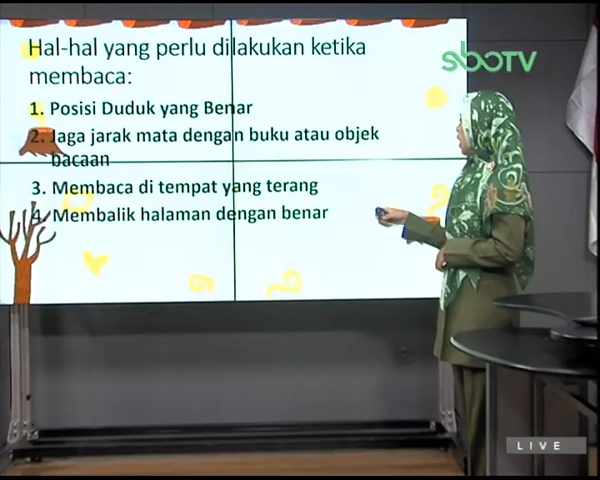 Hal-hal yang perlu dilakukan ketika
membaca:
1. Posisi Duduk yang Benar
2. Jaga jarak mata dengan buku atau objek
bacaan
3. Membaca di tempat yang terang
4. Membalik halaman dengan benar
sboTV
LIVE